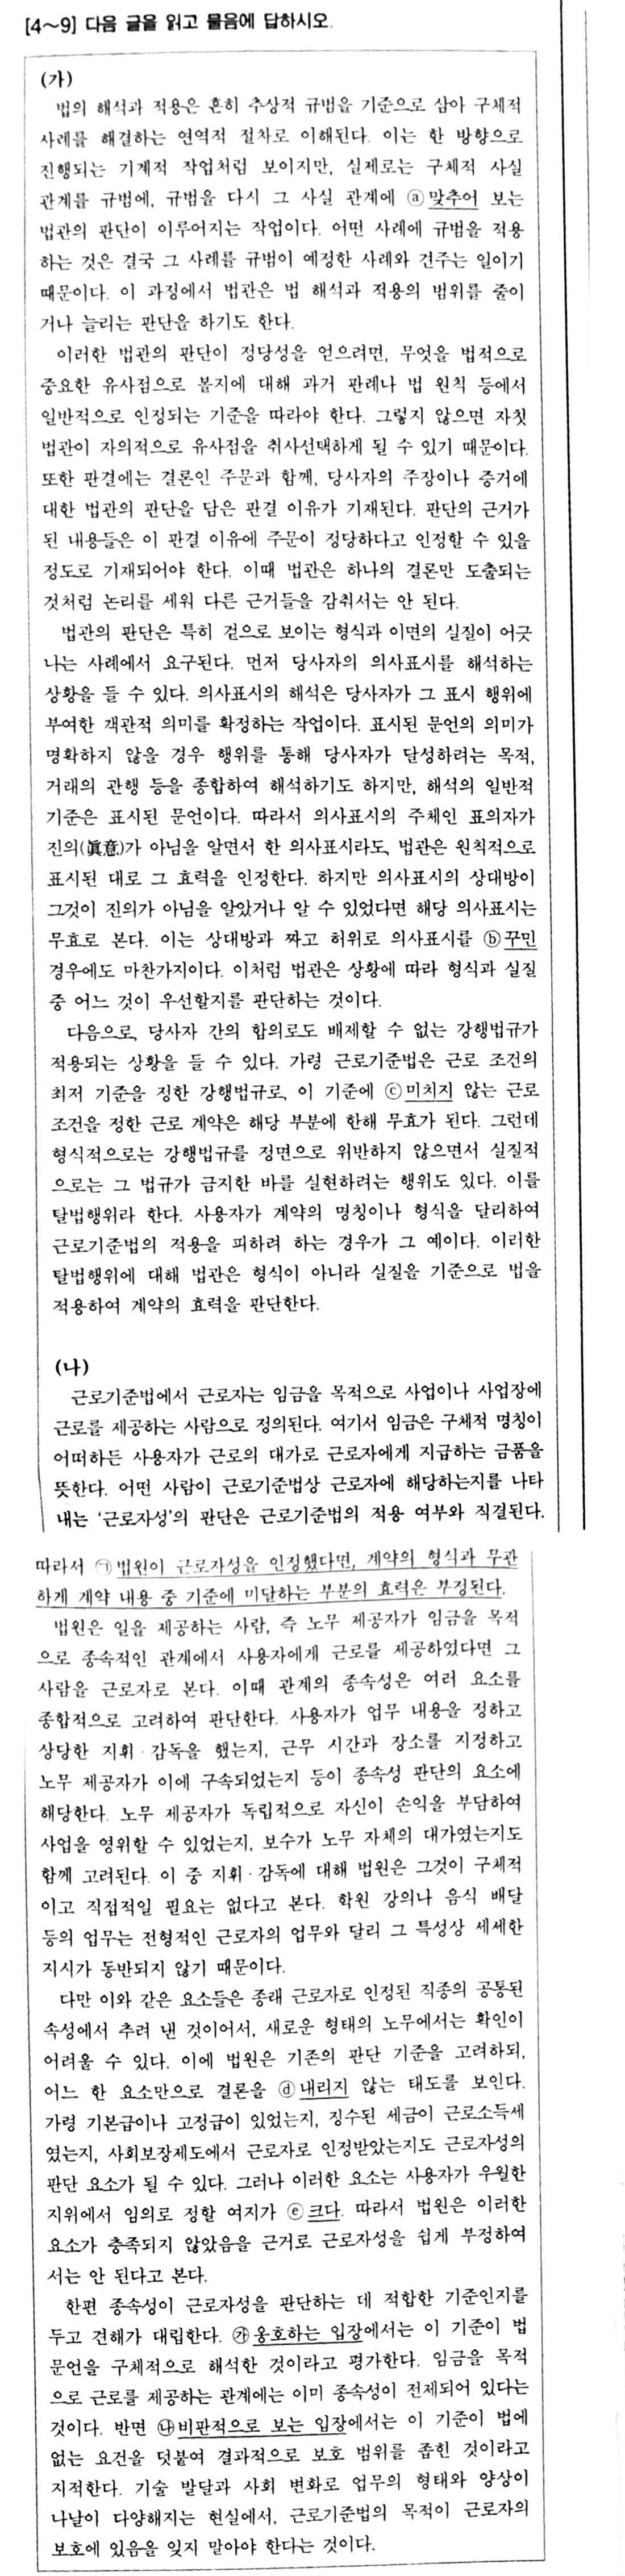 [4~9] 다음 글을 읽고 물음에 답하시오.
(가)
법의 해석과 적용은 흔히 추상적 규범을 기준으로 삼아 구체적
사례를 해결하는 연역적 절차로 이해된다. 이는 한 방향으로
진행되는 기계적 작업처럼 보이지만, 실제로는 구체적 사실
관계를 규범에, 규범을 다시 그 사실 관계에 ⓐ맞추어 보는
법관의 판단이 이루어지는 작업이다. 어떤 사례에 규범을 적용
하는 것은 결국 그 사례를 규범이 예정한 사례와 견주는 일이기
때문이다. 이 과정에서 법관은 법 해석과 적용의 범위를 줄이
거나 늘리는 판단을 하기도 한다.
이러한 법관의 판단이 정당성을 얻으려면, 무엇을 법적으로
중요한 유사점으로 볼지에 대해 과거 판례나 법 원칙 등에서
일반적으로 인정되는 기준을 따라야 한다. 그렇지 않으면 자칫
법관이 자의적으로 유사점을 취사선택하게 될 수 있기 때문이다.
또한 판결에는 결론인 주문과 함께, 당사자의 주장이나 증거에
대한 법관의 판단을 담은 판결 이유가 기재된다. 판단의 근거가
된 내용들은 이 판결 이유에 주문이 정당하다고 인정할 수 있을
정도로 기재되어야 한다. 이때 법관은 하나의 결론만 도출되는
것처럼 논리를 세워 다른 근거들을 감춰서는 안 된다.
법관의 판단은 특히 겉으로 보이는 형식과 이면의 실질이 어긋
나는 사례에서 요구된다. 먼저 당사자의 의사표시를 해석하는
상황을 들 수 있다. 의사표시의 해석은 당사자가 그 표시 행위에
부여한 객관적 의미를 확정하는 작업이다. 표시된 문언의 의미가
명확하지 않을 경우 행위를 통해 당사자가 달성하려는 목적,
거래의 관행 등을 종합하여 해석하기도 하지만, 해석의 일반적
기준은 표시된 문언이다. 따라서 의사표시의 주체인 표의자가
진의(眞意)가 아님을 알면서 한 의사표시라도, 법관은 원칙적으로
표시된 대로 그 효력을 인정한다. 하지만 의사표시의 상대방이
그것이 진의가 아님을 알았거나 알 수 있었다면 해당 의사표시는
무효로 본다. 이는 상대방과 짜고 허위로 의사표시를 ⓑ꾸민
경우에도 마찬가지이다. 이처럼 법관은 상황에 따라 형식과 실질
중 어느 것이 우선할지를 판단하는 것이다.
다음으로, 당사자 간의 합의로도 배제할 수 없는 강행법규가
적용되는 상황을 들 수 있다. 가령 근로기준법은 근로 조건의
최저 기준을 정한 강행법규로, 이 기준에 ⓒ미치지 않는 근로
조건을 정한 근로 계약은 해당 부분에 한해 무효가 된다. 그런데
형식적으로는 강행법규를 정면으로 위반하지 않으면서 실질적
으로는 그 법규가 금지한 바를 실현하려는 행위도 있다. 이를
탈법행위라 한다. 사용자가 계약의 명칭이나 형식을 달리하여
근로기준법의 적용을 피하려 하는 경우가 그 예이다. 이러한
탈법행위에 대해 법관은 형식이 아니라 실질을 기준으로 법을
적용하여 계약의 효력을 판단한다.
(나)
근로기준법에서 근로자는 임금을 목적으로 사업이나 사업장에
근로를 제공하는 사람으로 정의된다. 여기서 임금은 구체적 명칭이
어떠하든 사용자가 근로의 대가로 근로자에게 지급하는 금품을
뜻한다. 어떤 사람이 근로기준법상 근로자에 해당하는지를 나타
내는 '근로자성'의 판단은 근로기준법의 적용 여부와 직결된다.
따라서 ㉠법원이 근로자성을 인정했다면, 계약의 형식과 무관
하게 계약 내용 중 기준에 미달하는 부분의 효력은 부정된다.
법원은 일을 제공하는 사람, 즉 노무 제공자가 임금을 목적
으로 종속적인 관계에서 사용자에게 근로를 제공하였다면 그
사람을 근로자로 본다. 이때 관계의 종속성은 여러 요소를
종합적으로 고려하여 판단한다. 사용자가 업무 내용을 정하고
상당한 지휘·감독을 했는지, 근무 시간과 장소를 지정하고
노무 제공자가 이에 구속되었는지 등이 종속성 판단의 요소에
해당한다. 노무 제공자가 독립적으로 자신이 손익을 부담하여
사업을 영위할 수 있었는지, 보수가 노무 자체의 대가였는지도
함께 고려된다. 이 중 지휘·감독에 대해 법원은 그것이 구체적
이고 직접적일 필요는 없다고 본다. 학원 강의나 음식 배달
등의 업무는 전형적인 근로자의 업무와 달리 그 특성상 세세한
지시가 동반되지 않기 때문이다.
다만 이와 같은 요소들은 종래 근로자로 인정된 직종의 공통된
속성에서 추려 낸 것이어서, 새로운 형태의 노무에서는 확인이
어려울 수 있다. 이에 법원은 기존의 판단 기준을 고려하되,
어느 한 요소만으로 결론을 ⓓ내리지 않는 태도를 보인다.
가령 기본급이나 고정급이 있었는지, 징수된 세금이 근로소득세
였는지, 사회보장제도에서 근로자로 인정받았는지도 근로자성의
판단 요소가 될 수 있다. 그러나 이러한 요소는 사용자가 우월한
지위에서 임의로 정할 여지가 ⓔ크다. 따라서 법원은 이러한
요소가 충족되지 않았음을 근거로 근로자성을 쉽게 부정하여
서는 안 된다고 본다.
한편 종속성이 근로자성을 판단하는 데 적합한 기준인지를
두고 견해가 대립한다. ㉮옹호하는 입장에서는 이 기준이 법
문언을 구체적으로 해석한 것이라고 평가한다. 임금을 목적
으로 근로를 제공하는 관계에는 이미 종속성이 전제되어 있다는
것이다. 반면 ㉯비판적으로 보는 입장에서는 이 기준이 법에
없는 요건을 덧붙여 결과적으로 보호 범위를 좁힌 것이라고
지적한다. 기술 발달과 사회 변화로 업무의 형태와 양상이
나날이 다양해지는 현실에서, 근로기준법의 목적이 근로자의
보호에 있음을 잊지 말아야 한다는 것이다.